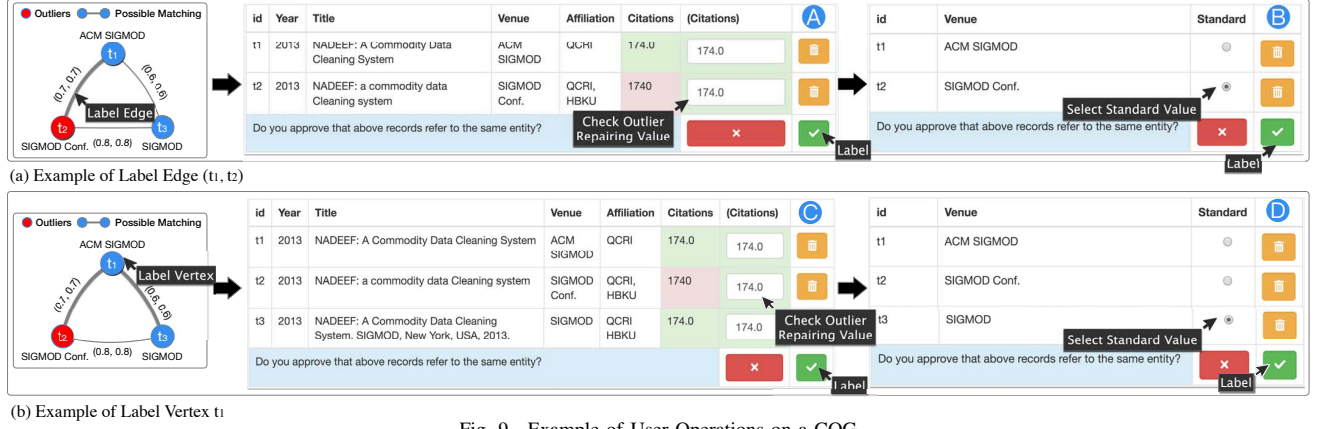 Outliers Possible Matching
ACM SIGMOD
t1
(0.7, 0.7)
(0.6, 0.6)
Label Edge
t2
t3
SIGMOD Conf. (0.8, 0.8) SIGMOD
id Year Title Venue Affiliation Citations (Citations) A
t1 2013 NADEEF: A Commodity Data ACM QCRI 174.0 174.0
Cleaning System SIGMOD
t2 2013 NADEEF: a commodity data SIGMOD QCRI, 1740 174.0
Cleaning system Conf. HBKU
Check Outlier
Repairing Value
Do you approve that above records refer to the same entity?
Label
id Venue Standard B
t1 ACM SIGMOD
t2 SIGMOD Conf.
Select Standard Value
Do you approve that above records refer to the same entity?
Label
(a) Example of Label Edge (t1, t2)
Outliers Possible Matching
ACM SIGMOD
t1
Label Vertex
(0.7, 0.7)
(0.6, 0.6)
t2
t3
SIGMOD Conf. (0.8, 0.8) SIGMOD
id Year Title Venue Affiliation Citations (Citations) C
t1 2013 NADEEF: A Commodity Data Cleaning System ACM QCRI 174.0 174.0
SIGMOD
t2 2013 NADEEF: a commodity data Cleaning system SIGMOD QCRI, 1740 174.0
Conf. HBKU
t3 2013 NADEEF: A Commodity Data Cleaning SIGMOD QCRI 174.0 174.0
System. SIGMOD, New York, USA, 2013. HBKU
Check Outlier
Repairing Value
Do you approve that above records refer to the same entity?
Label
id Venue Standard D
t1 ACM SIGMOD
t2 SIGMOD Conf.
t3 SIGMOD
Select Standard Value
Do you approve that above records refer to the same entity?
Label
(b) Example of Label Vertex t1
Fig. 9. Example of User Operations on a COG